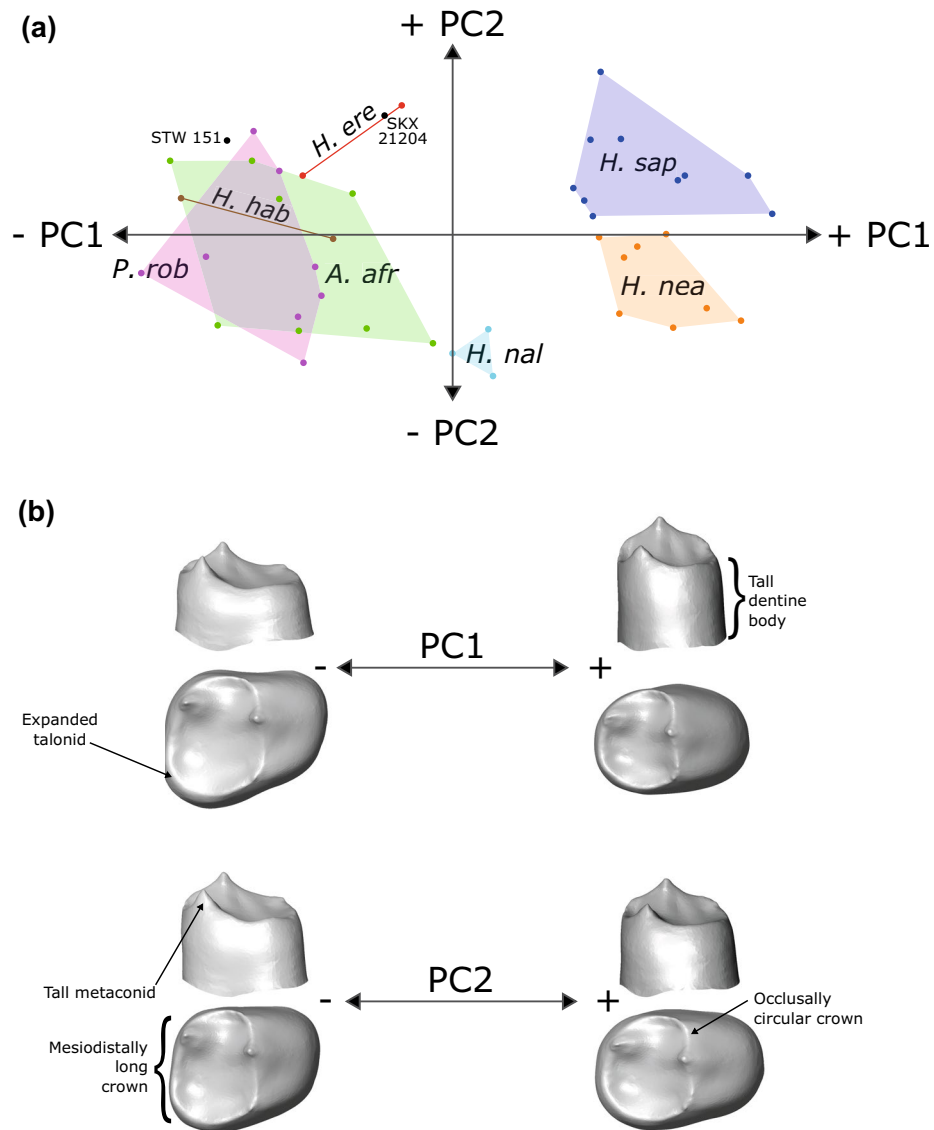 (a)
+ PC2
STW 151
H. ere
SKX
21204
H. sap
H. hab
- PC1
+ PC1
P. rob
A. afr
H. nea
H. nal
- PC2
(b)
Tall
dentine
body
PC1
- +
Expanded
talonid
Tall metaconid
PC2
- +
Occlusally
circular crown
Mesiodistally
long
crown